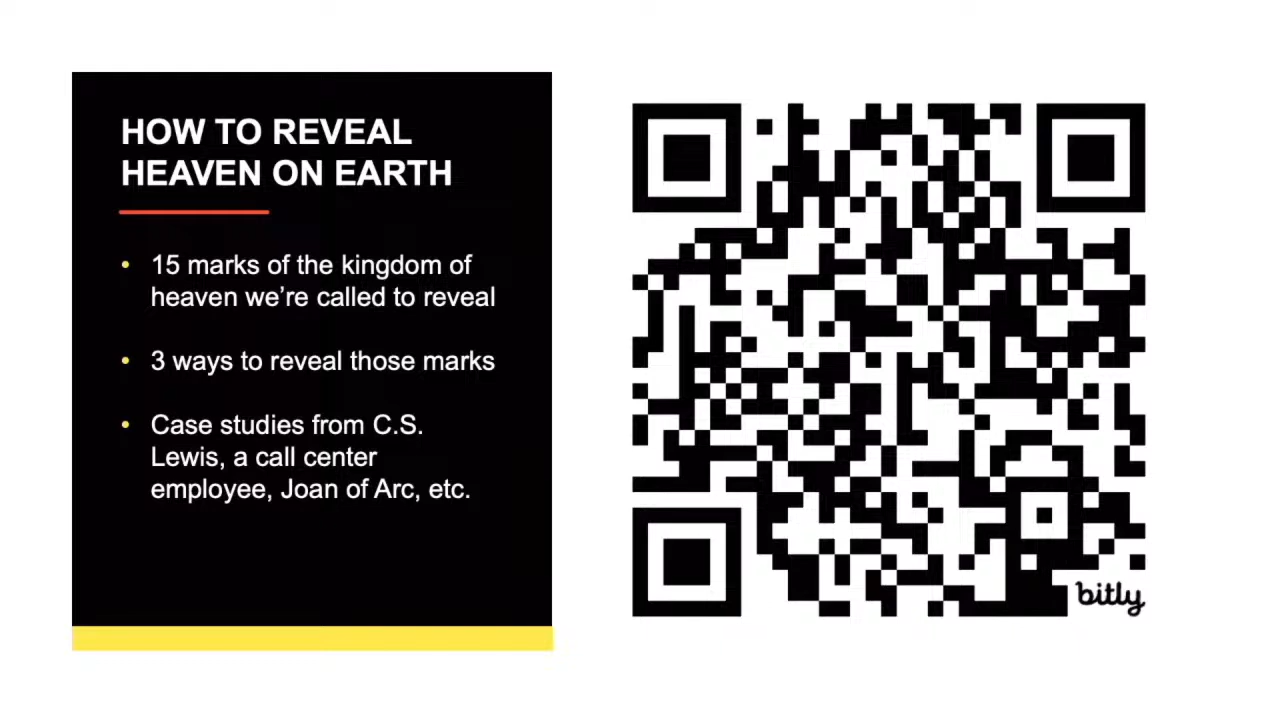 HOW TO REVEAL
HEAVEN ON EARTH
• 15 marks of the kingdom of
heaven we’re called to reveal
• 3 ways to reveal those marks
• Case studies from C.S.
Lewis, a call center
employee, Joan of Arc, etc.
bitly